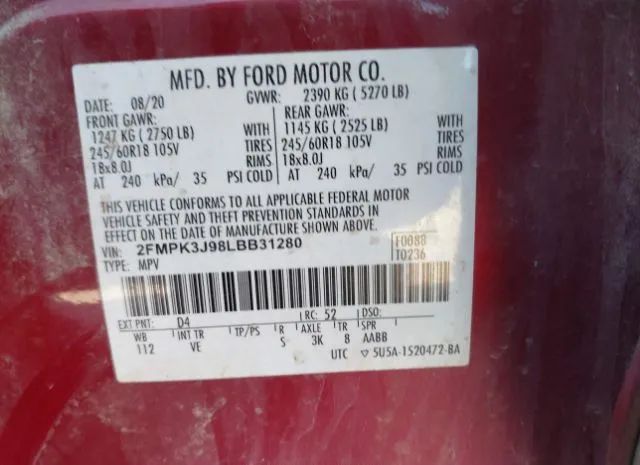 MFD. BY FORD MOTOR CO.
DATE: 08/20 GVWR: 2390 KG (5270 LB)
FRONT GAWR: REAR GAWR:
1247 KG (2750 LB) WITH 1145 KG (2525 LB) WITH
245/60R18 105V TIRES 245/60R18 105V TIRES
18x8.0J RIMS 18x8.0J RIMS
AT 240 kPa/ 35 PSI COLD AT 240 kPa/ 35 PSI COLD
THIS VEHICLE CONFORMS TO ALL APPLICABLE FEDERAL MOTOR
VEHICLE SAFETY AND THEFT PREVENTION STANDARDS IN
EFFECT ON THE DATE OF MANUFACTURE SHOWN ABOVE.
VIN: 2FMPK3J98LBB31280 F0088
TYPE: MPV T0236
EXT PNT: D4 RC: 52 DSO:
WB INT TR TP/PS R AXLE TR SPR
112 VE S 3K 8 AABB
UTC 5U5A-1520472-BA